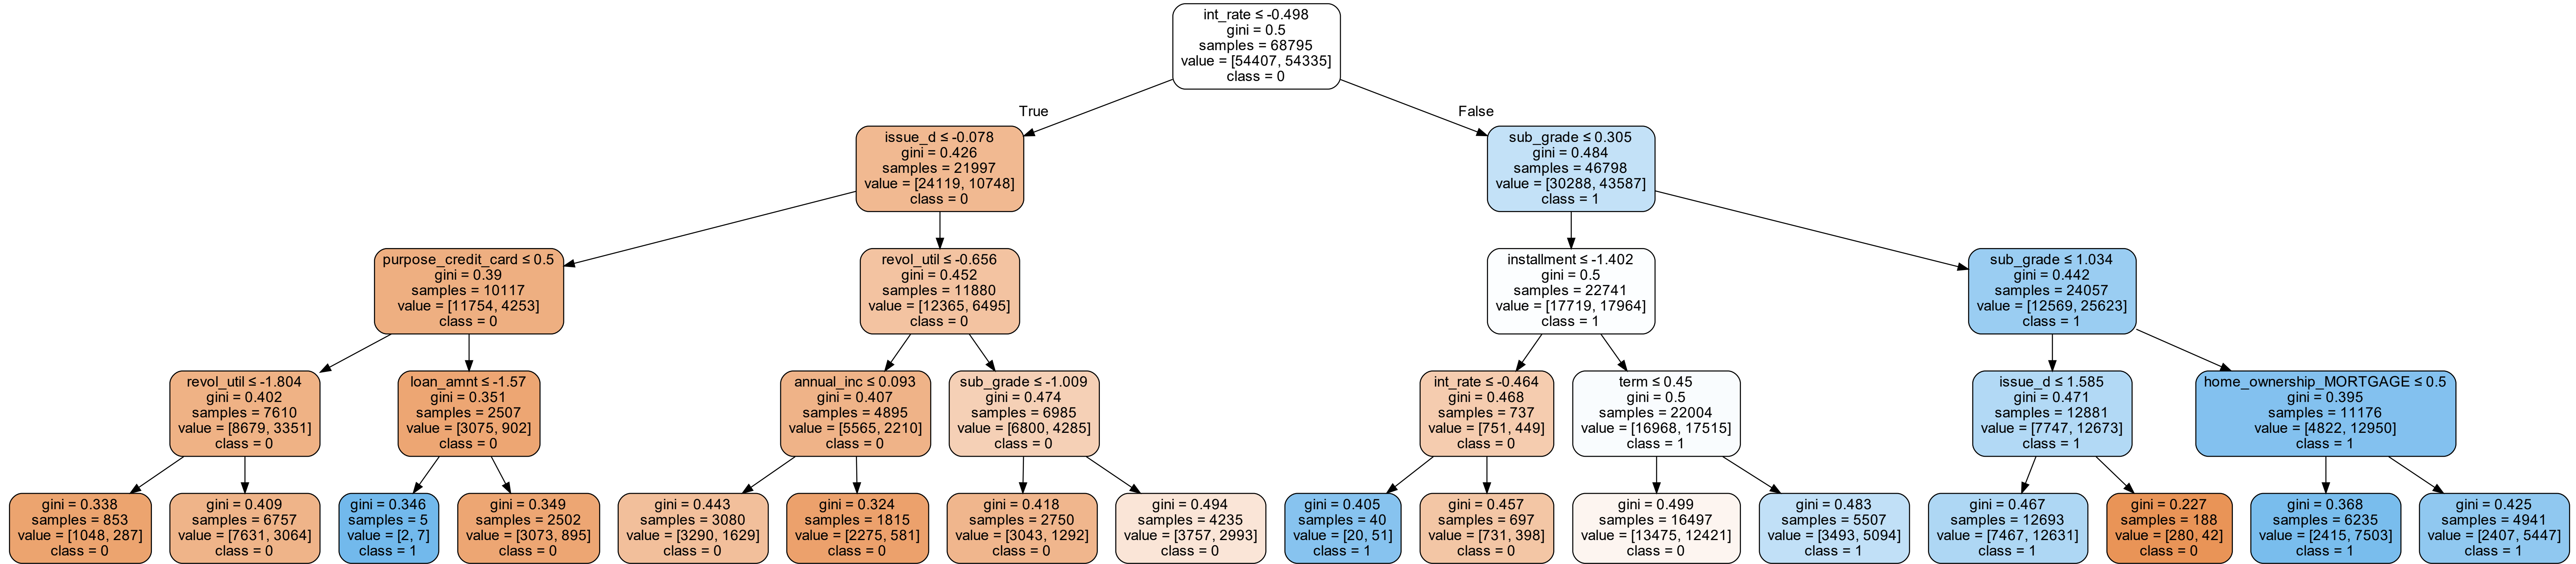 int_rate ≤ -0.498
gini = 0.5
samples = 68795
value = [54407, 54335]
class = 0
True
False
issue_d ≤ -0.078
gini = 0.426
samples = 21997
value = [24119, 10748]
class = 0
sub_grade ≤ 0.305
gini = 0.484
samples = 46798
value = [30288, 43587]
class = 1
purpose_credit_card ≤ 0.5
gini = 0.39
samples = 10117
value = [11754, 4253]
class = 0
revol_util ≤ -0.656
gini = 0.452
samples = 11880
value = [12365, 6495]
class = 0
installment ≤ -1.402
gini = 0.5
samples = 22741
value = [17719, 17964]
class = 1
sub_grade ≤ 1.034
gini = 0.442
samples = 24057
value = [12569, 25623]
class = 1
revol_util ≤ -1.804
gini = 0.402
samples = 7610
value = [8679, 3351]
class = 0
loan_amnt ≤ -1.57
gini = 0.351
samples = 2507
value = [3075, 902]
class = 0
annual_inc ≤ 0.093
gini = 0.407
samples = 4895
value = [5565, 2210]
class = 0
sub_grade ≤ -1.009
gini = 0.474
samples = 6985
value = [6800, 4285]
class = 0
int_rate ≤ -0.464
gini = 0.468
samples = 737
value = [751, 449]
class = 0
term ≤ 0.45
gini = 0.5
samples = 22004
value = [16968, 17515]
class = 1
issue_d ≤ 1.585
gini = 0.471
samples = 12881
value = [7747, 12673]
class = 1
home_ownership_MORTGAGE ≤ 0.5
gini = 0.395
samples = 11176
value = [4822, 12950]
class = 1
gini = 0.338
samples = 853
value = [1048, 287]
class = 0
gini = 0.409
samples = 6757
value = [7631, 3064]
class = 0
gini = 0.346
samples = 5
value = [2, 7]
class = 1
gini = 0.349
samples = 2502
value = [3073, 895]
class = 0
gini = 0.443
samples = 3080
value = [3290, 1629]
class = 0
gini = 0.324
samples = 1815
value = [2275, 581]
class = 0
gini = 0.418
samples = 2750
value = [3043, 1292]
class = 0
gini = 0.494
samples = 4235
value = [3757, 2993]
class = 0
gini = 0.405
samples = 40
value = [20, 51]
class = 1
gini = 0.457
samples = 697
value = [731, 398]
class = 0
gini = 0.499
samples = 16497
value = [13475, 12421]
class = 0
gini = 0.483
samples = 5507
value = [3493, 5094]
class = 1
gini = 0.467
samples = 12693
value = [7467, 12631]
class = 1
gini = 0.227
samples = 188
value = [280, 42]
class = 0
gini = 0.368
samples = 6235
value = [2415, 7503]
class = 1
gini = 0.425
samples = 4941
value = [2407, 5447]
class = 1